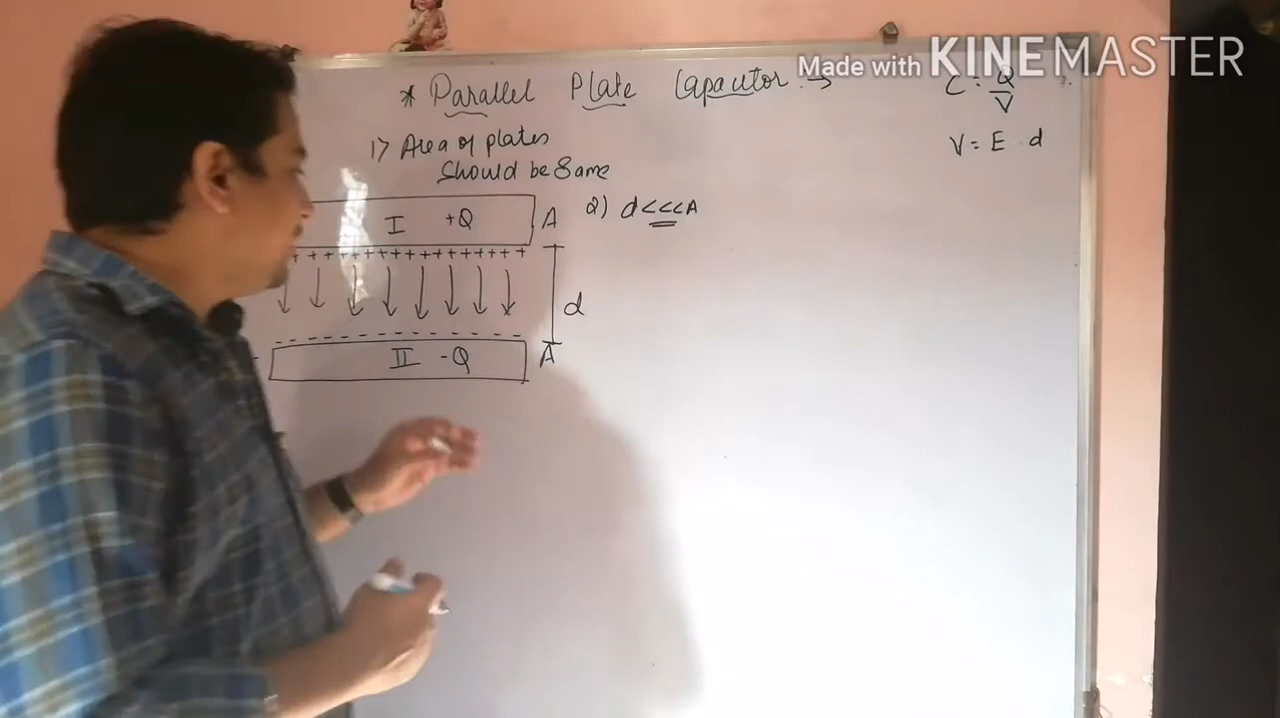 Made with KINEMASTER
* Parallel Plate Capacitor :→
C = Q
V
V = E · d
1) Area of plates
Should be Same
2) d<<<A
I +Q A
+ + + + + + + + + + + + + + + + +
d
- - - - - - - - - - - - - - -
II -Q A